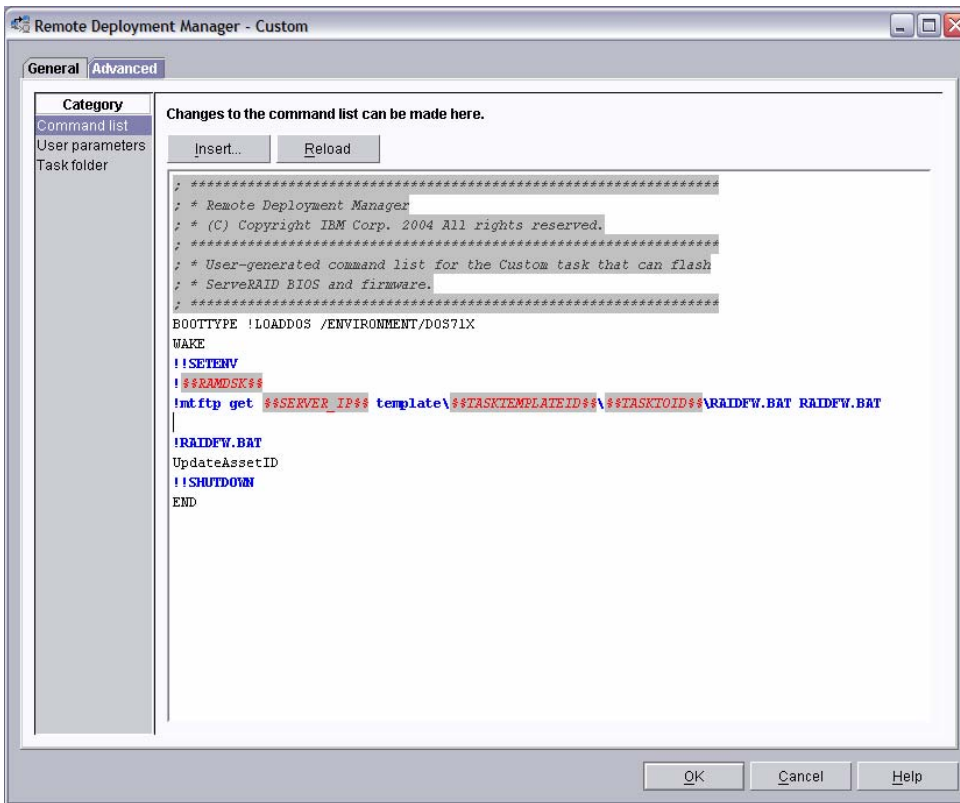 Remote Deployment Manager - Custom
General Advanced
Category
Command list
User parameters
Task folder
Changes to the command list can be made here.
Insert... Reload
; *****************************************************************
; * Remote Deployment Manager
; * (C) Copyright IBM Corp. 2004 All rights reserved.
; *****************************************************************
; * User-generated command list for the Custom task that can flash
; * ServeRAID BIOS and firmware.
; *****************************************************************
BOOTTYPE !LOADDOS /ENVIRONMENT/DOS71X
WAKE
!!SETENV
!$$RAMDSK$$
!mtftp get $$SERVER_IP$$ template\$$TASKTEMPLATEID$$\$$TASKTOID$$\RAIDFW.BAT RAIDFW.BAT
!RAIDFW.BAT
UpdateAssetID
!!SHUTDOWN
END
OK Cancel Help